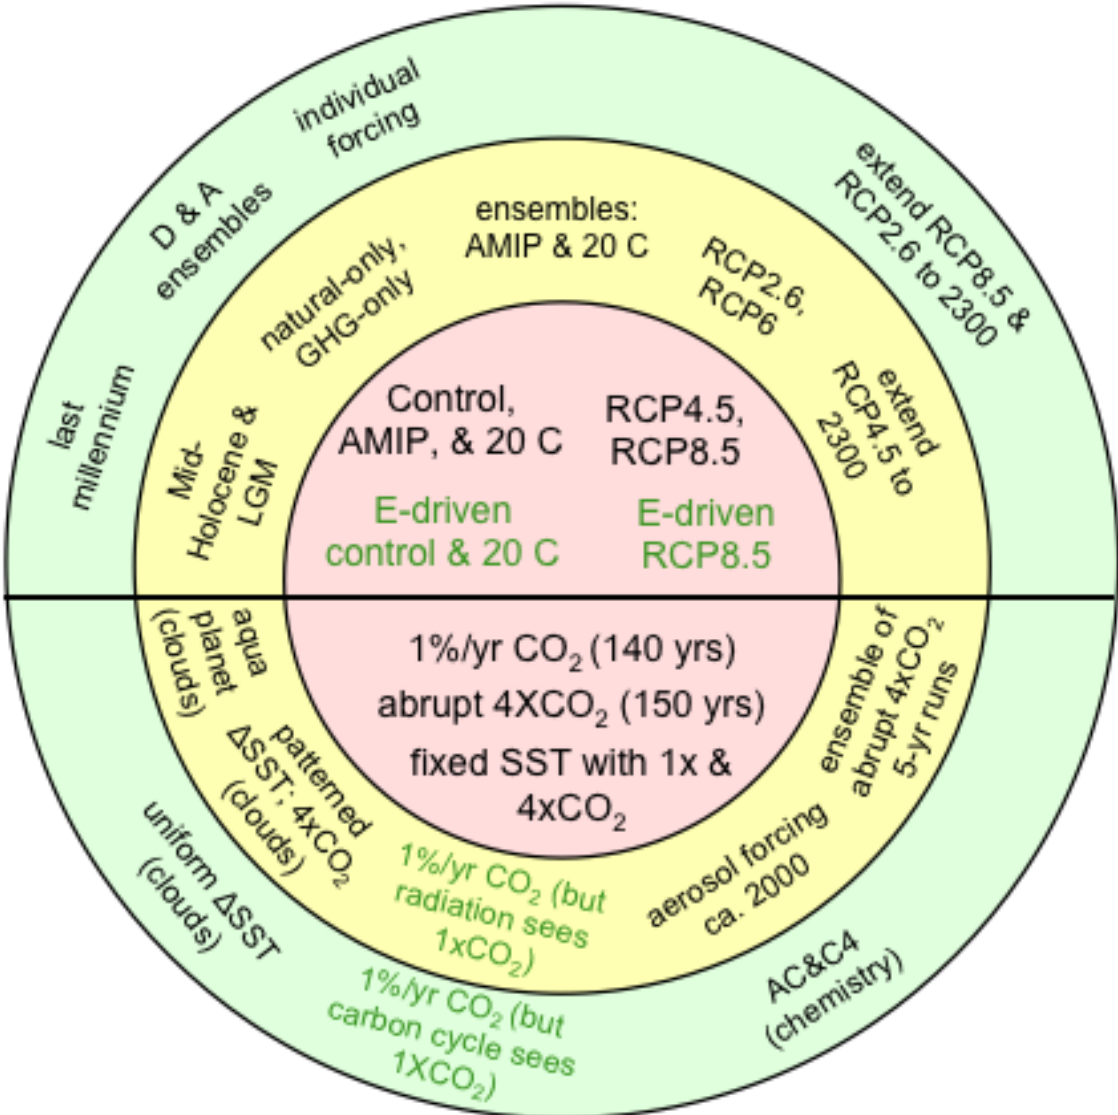 individual
forcing
D & A
ensembles
last
millennium
extend RCP8.5 &
RCP2.6 to 2300
ensembles:
AMIP & 20 C
natural-only,
GHG-only
RCP2.6,
RCP6
Mid-
Holocene &
LGM
extend
RCP4.5 to
2300
Control,
AMIP, & 20 C
RCP4.5,
RCP8.5
E-driven
control & 20 C
E-driven
RCP8.5
1%/yr CO₂ (140 yrs)
abrupt 4XCO₂ (150 yrs)
fixed SST with 1x &
4xCO₂
aqua
planet
(clouds)
patterned
ΔSST; 4xCO₂
(clouds)
1%/yr CO₂ (but
radiation sees
1xCO₂)
aerosol forcing
ca. 2000
ensemble of
abrupt 4xCO₂
5-yr runs
uniform ΔSST
(clouds)
1%/yr CO₂ (but
carbon cycle sees
1XCO₂)
AC&C4
(chemistry)